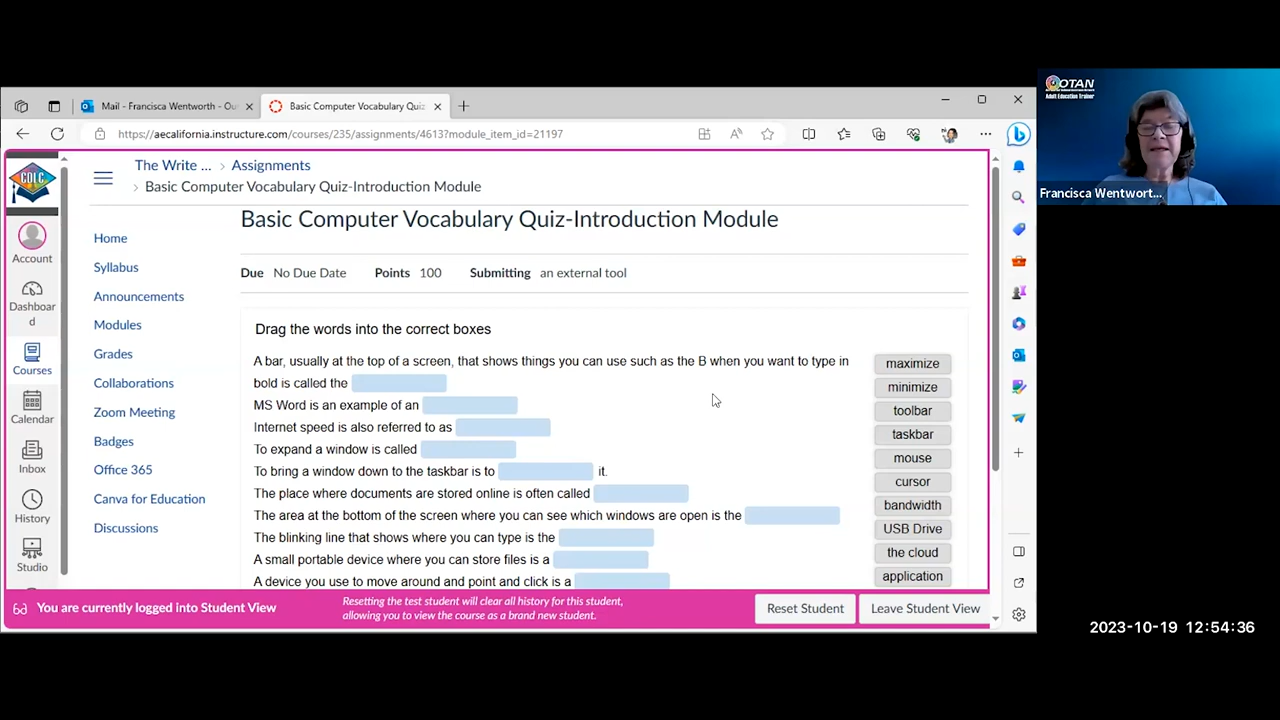 Mail - Francisca Wentworth - Ou
Basic Computer Vocabulary Quiz
https://aecalifornia.instructure.com/courses/235/assignments/4613?module_item_id=21197
OTAN
Adult Education Trainer
Francisca Wentwort...
CDLC
The Write ... > Assignments
> Basic Computer Vocabulary Quiz-Introduction Module
Account
Dashboar
d
Courses
Calendar
Inbox
History
Studio
Home
Syllabus
Announcements
Modules
Grades
Collaborations
Zoom Meeting
Badges
Office 365
Canva for Education
Discussions
Basic Computer Vocabulary Quiz-Introduction Module
Due No Due Date Points 100 Submitting an external tool
Drag the words into the correct boxes
A bar, usually at the top of a screen, that shows things you can use such as the B when you want to type in
bold is called the
MS Word is an example of an
Internet speed is also referred to as
To expand a window is called
To bring a window down to the taskbar is to it.
The place where documents are stored online is often called
The area at the bottom of the screen where you can see which windows are open is the
The blinking line that shows where you can type is the
A small portable device where you can store files is a
A device you use to move around and point and click is a
maximize
minimize
toolbar
taskbar
mouse
cursor
bandwidth
USB Drive
the cloud
application
You are currently logged into Student View
Resetting the test student will clear all history for this student,
allowing you to view the course as a brand new student.
Reset Student
Leave Student View
2023-10-19 12:54:36